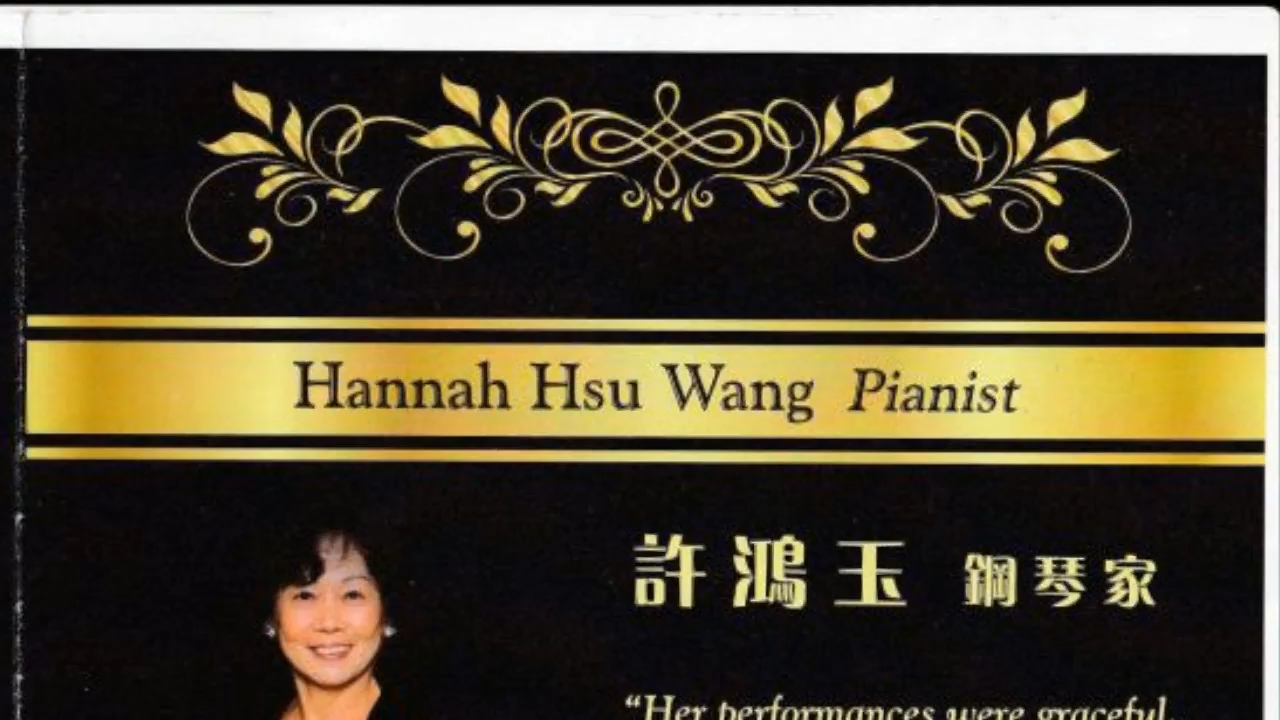 Hannah Hsu Wang Pianist
許鴻玉 鋼琴家
“Her performances were graceful,